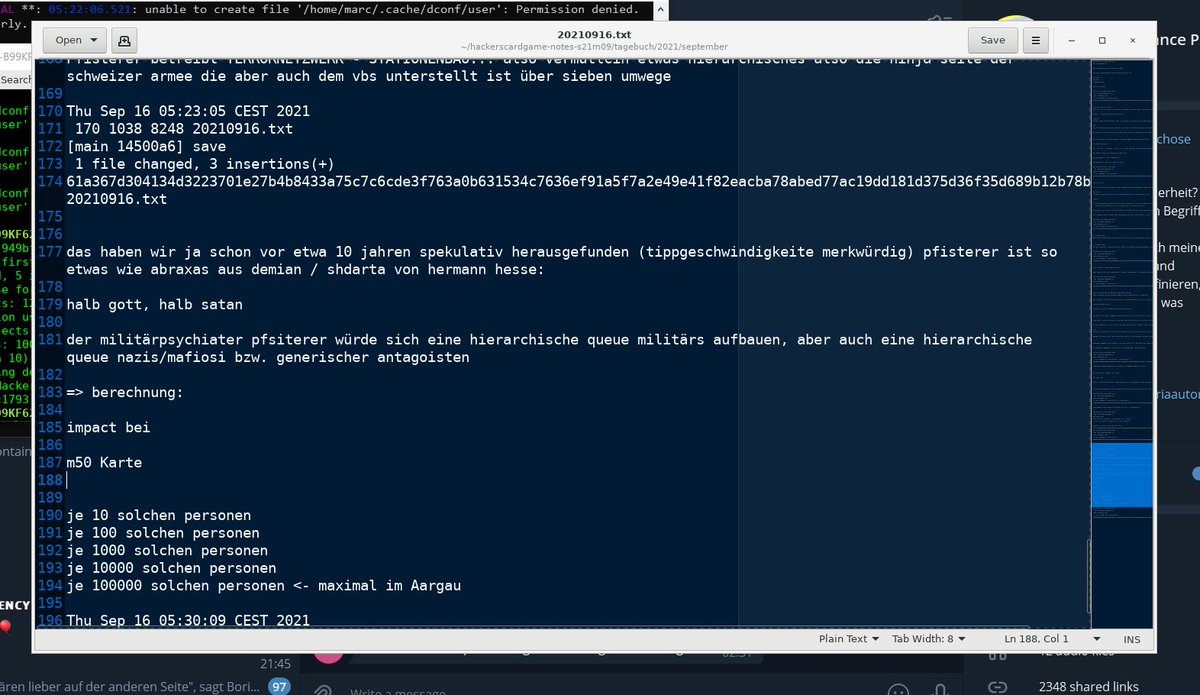 AL **: 05:22:06.521: unable to create file '/home/marc/.cache/dconf/user': Permission denied.
rly.
Open
20210916.txt
~/hackerscardgame-notes-s21m09/tagebuch/2021/september
Save
Search
schweizer armee die aber auch dem vbs unterstellt ist über sieben umwege
169
170 Thu Sep 16 05:23:05 CEST 2021
171  170 1038 8248 20210916.txt
172 [main 14500a6] save
173  1 file changed, 3 insertions(+)
174 61a367d304134d3223701e27b4b8433a75c7c6cde3f763a0b631534c7636ef91a5f7a2e49e41f82eacba78abed77ac19dd181d375d36f35d689b12b78b
20210916.txt
175
176
177 das haben wir ja schon vor etwa 10 jahren spekulativ herausgefunden (tippgeschwindigkeite merkwürdig) pfisterer ist so
etwas wie abraxas aus demian / shdarta von hermann hesse:
178
179 halb gott, halb satan
180
181 der militärpsychiater pfsiterer würde sich eine hierarchische queue militärs aufbauen, aber auch eine hierarchische
queue nazis/mafiosi bzw. generischer antagoisten
182
183 => berechnung:
184
185 impact bei
186
187 m50 Karte
188
189
190 je 10 solchen personen
191 je 100 solchen personen
192 je 1000 solchen personen
193 je 10000 solchen personen
194 je 100000 solchen personen <- maximal im Aargau
195
196 Thu Sep 16 05:30:09 CEST 2021
Plain Text
Tab Width: 8
Ln 188, Col 1
INS
21:45
ären lieber auf der anderen Seite", sagt Bori... 97
Write a message...
2348 shared links